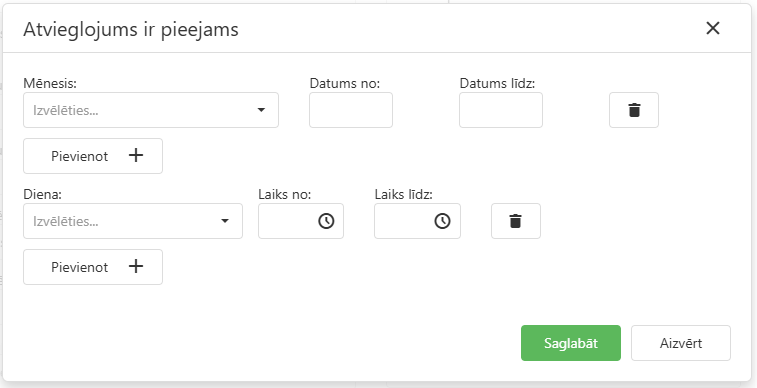 Atvieglojums ir pieejams
Mēnesis: Datums no: Datums līdz:
Izvēlēties...
Pievienot
Diena: Laiks no: Laiks līdz:
Izvēlēties...
Pievienot
Saglabāt Aizvērt